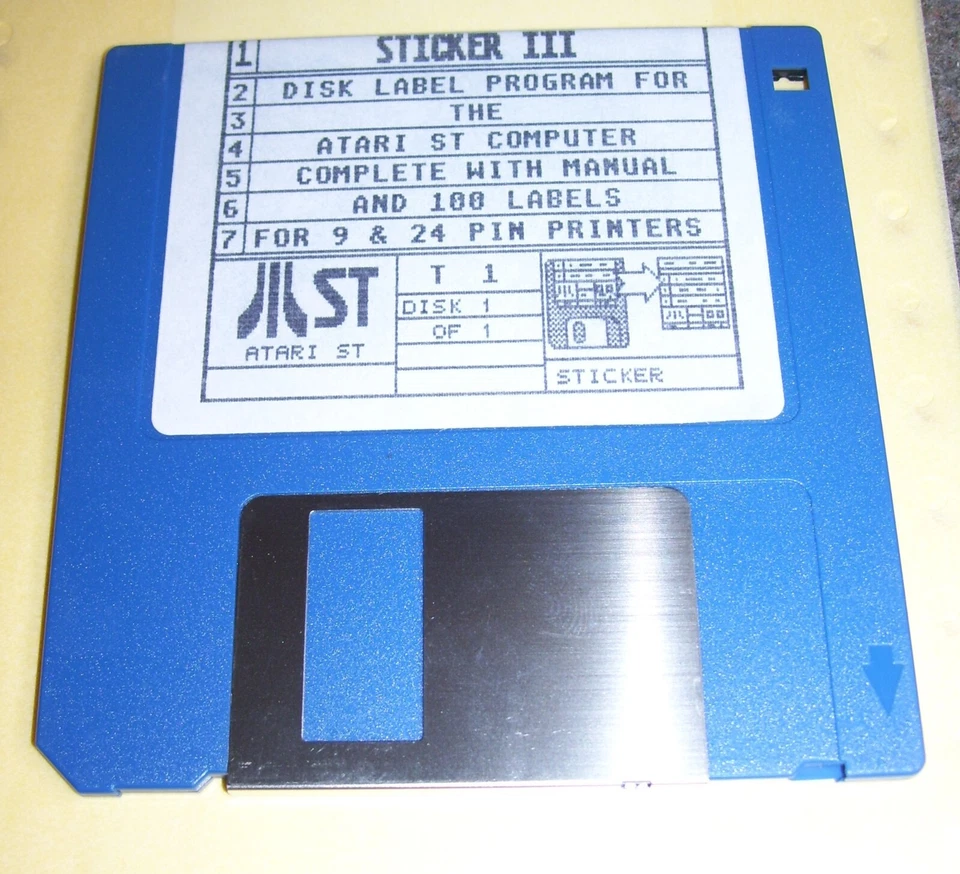 1 STICKER III
2 DISK LABEL PROGRAM FOR
3 THE
4 ATARI ST COMPUTER
5 COMPLETE WITH MANUAL
6 AND 100 LABELS
7 FOR 9 & 24 PIN PRINTERS
ST
ATARI ST
T 1
DISK 1
OF 1
STICKER